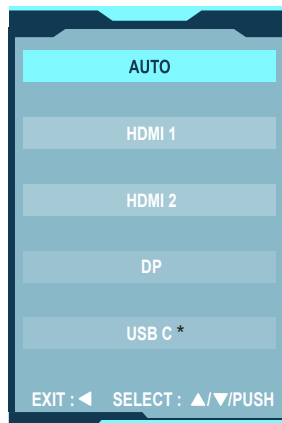 AUTO
HDMI 1
HDMI 2
DP
USB C *
EXIT : ◀ SELECT : ▲/▼/PUSH